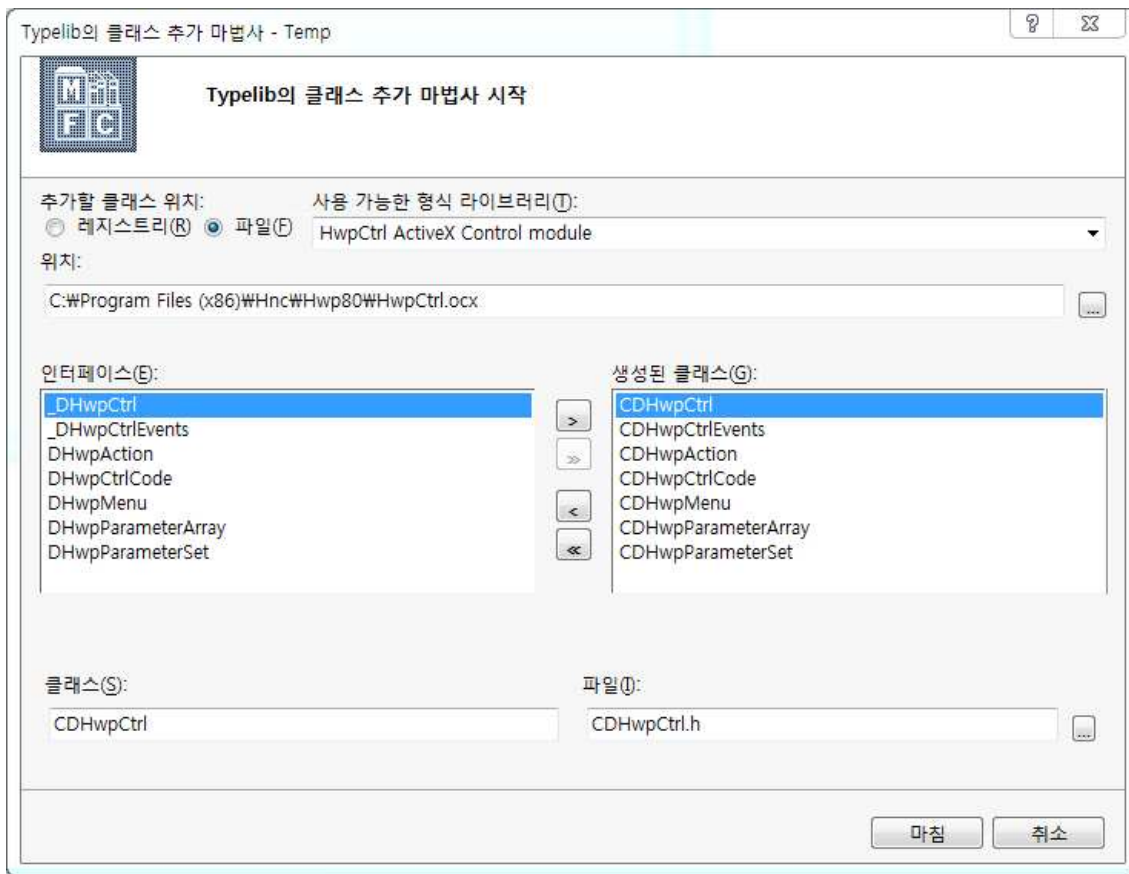 Typelib의 클래스 추가 마법사 - Temp
MFC
Typelib의 클래스 추가 마법사 시작
추가할 클래스 위치:
레지스트리(R) 파일(F)
사용 가능한 형식 라이브러리(T):
HwpCtrl ActiveX Control module
위치:
C:₩Program Files (x86)₩Hnc₩Hwp80₩HwpCtrl.ocx
...
인터페이스(E):
_DHwpCtrl
_DHwpCtrlEvents
DHwpAction
DHwpCtrlCode
DHwpMenu
DHwpParameterArray
DHwpParameterSet
>
≫
<
≪
생성된 클래스(G):
CDHwpCtrl
CDHwpCtrlEvents
CDHwpAction
CDHwpCtrlCode
CDHwpMenu
CDHwpParameterArray
CDHwpParameterSet
클래스(S):
CDHwpCtrl
파일(I):
CDHwpCtrl.h
...
마침 취소